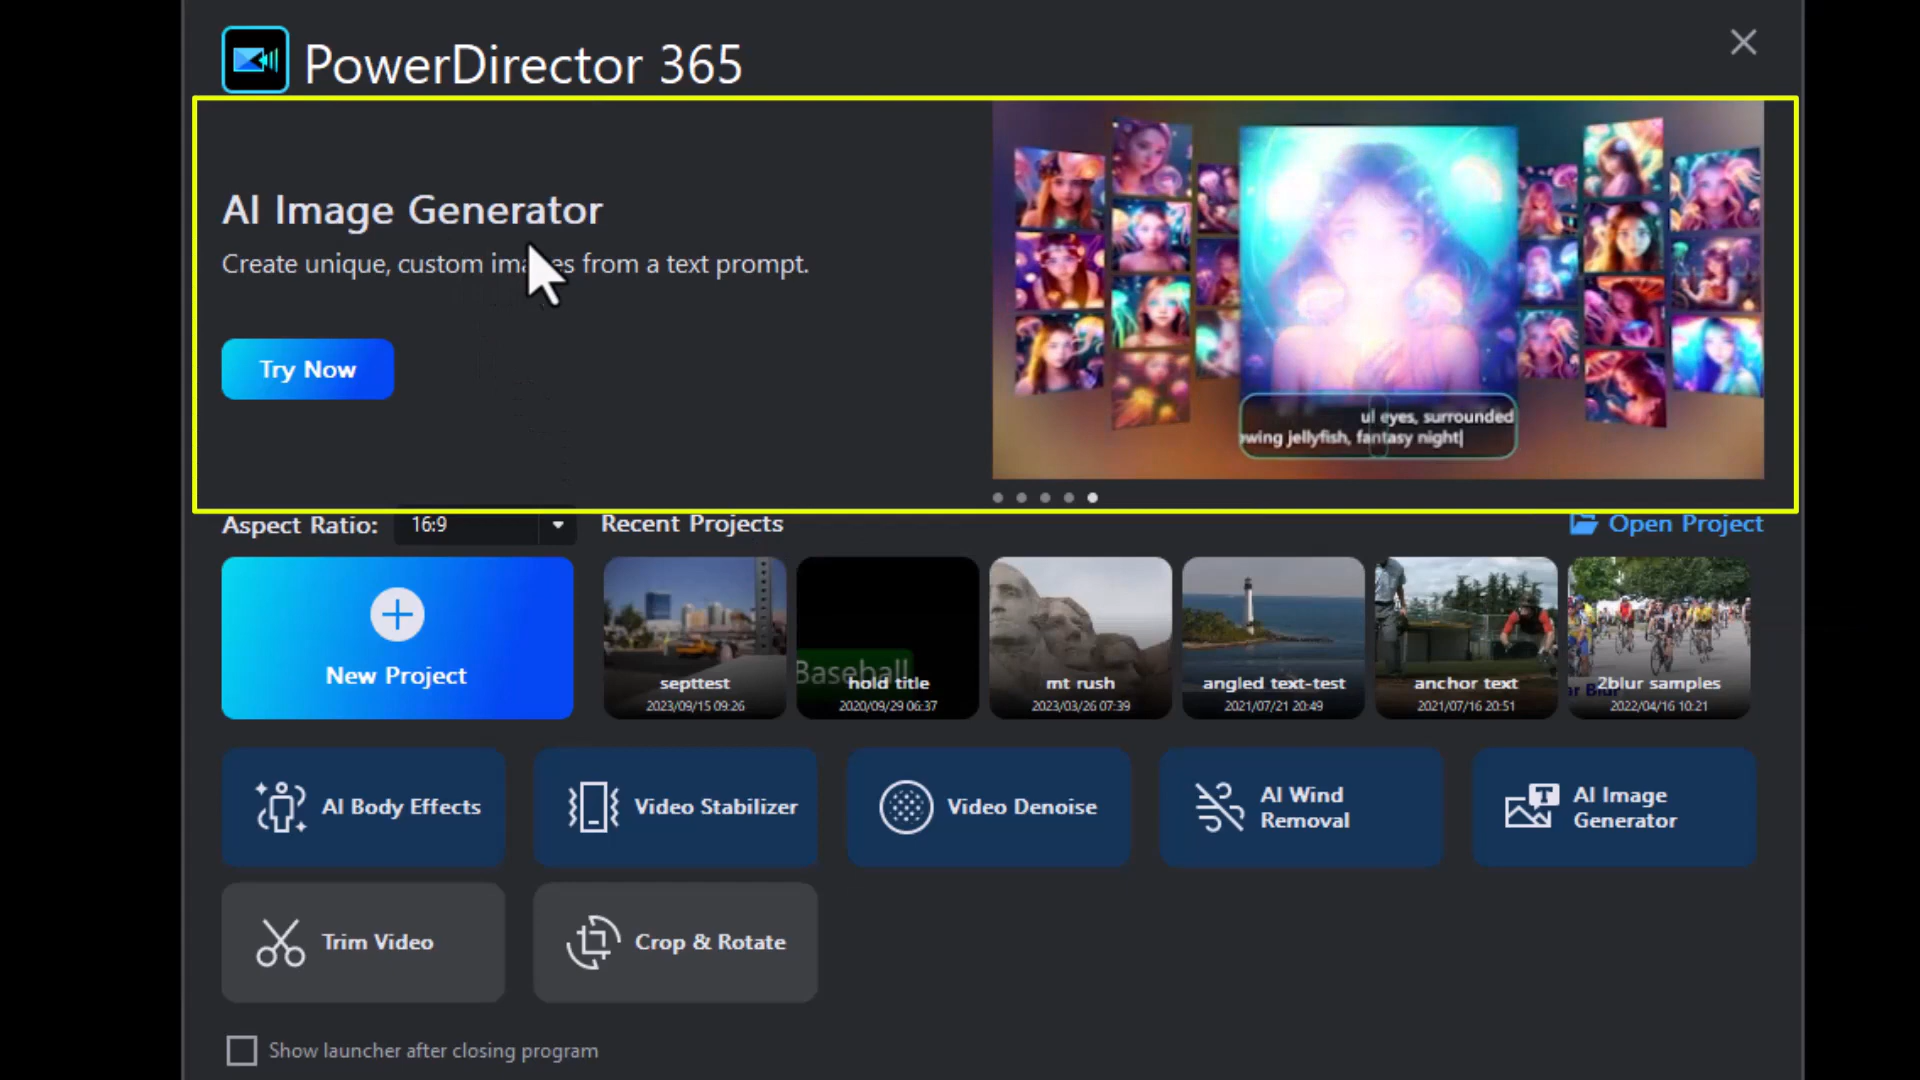 PowerDirector 365
AI Image Generator
Create unique, custom images from a text prompt.
Try Now
ul eyes, surrounded
owing jellyfish, fantasy night
Aspect Ratio:
16:9
Recent Projects
Open Project
New Project
septtest
2023/09/15 09:26
Baseball
hold title
2020/09/29 06:37
mt rush
2023/03/26 07:39
angled text-test
2021/07/21 20:49
anchor text
2021/07/16 20:51
or Blur
2blur samples
2022/04/16 10:21
AI Body Effects
Video Stabilizer
Video Denoise
AI Wind
Removal
T
AI Image
Generator
Trim Video
Crop & Rotate
Show launcher after closing program